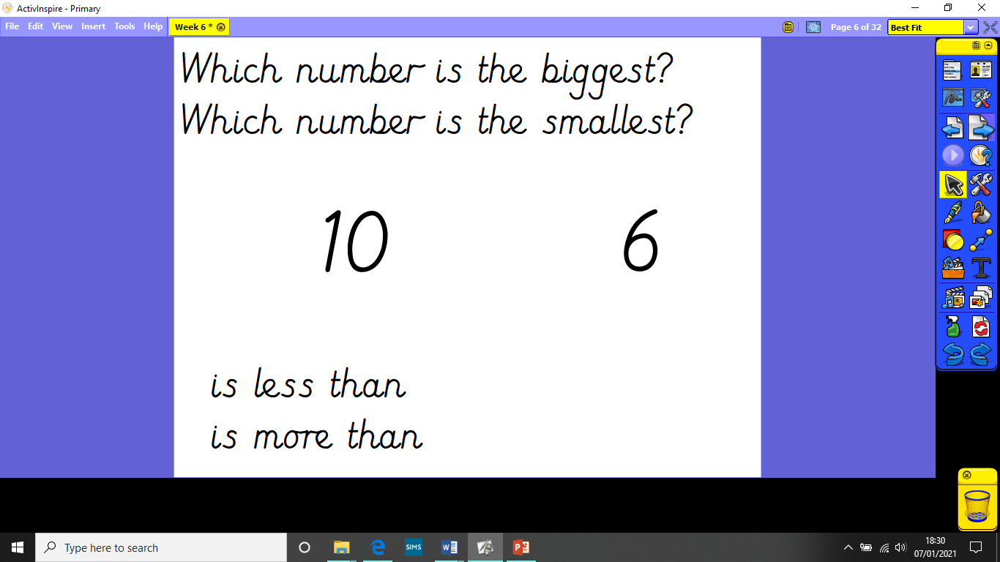 ActivInspire - Primary
File Edit View Insert Tools Help Week 6 * Page 6 of 32 Best Fit
Which number is the biggest?
Which number is the smallest?
10 6
is less than
is more than
Type here to search
SIMS
18:30
07/01/2021